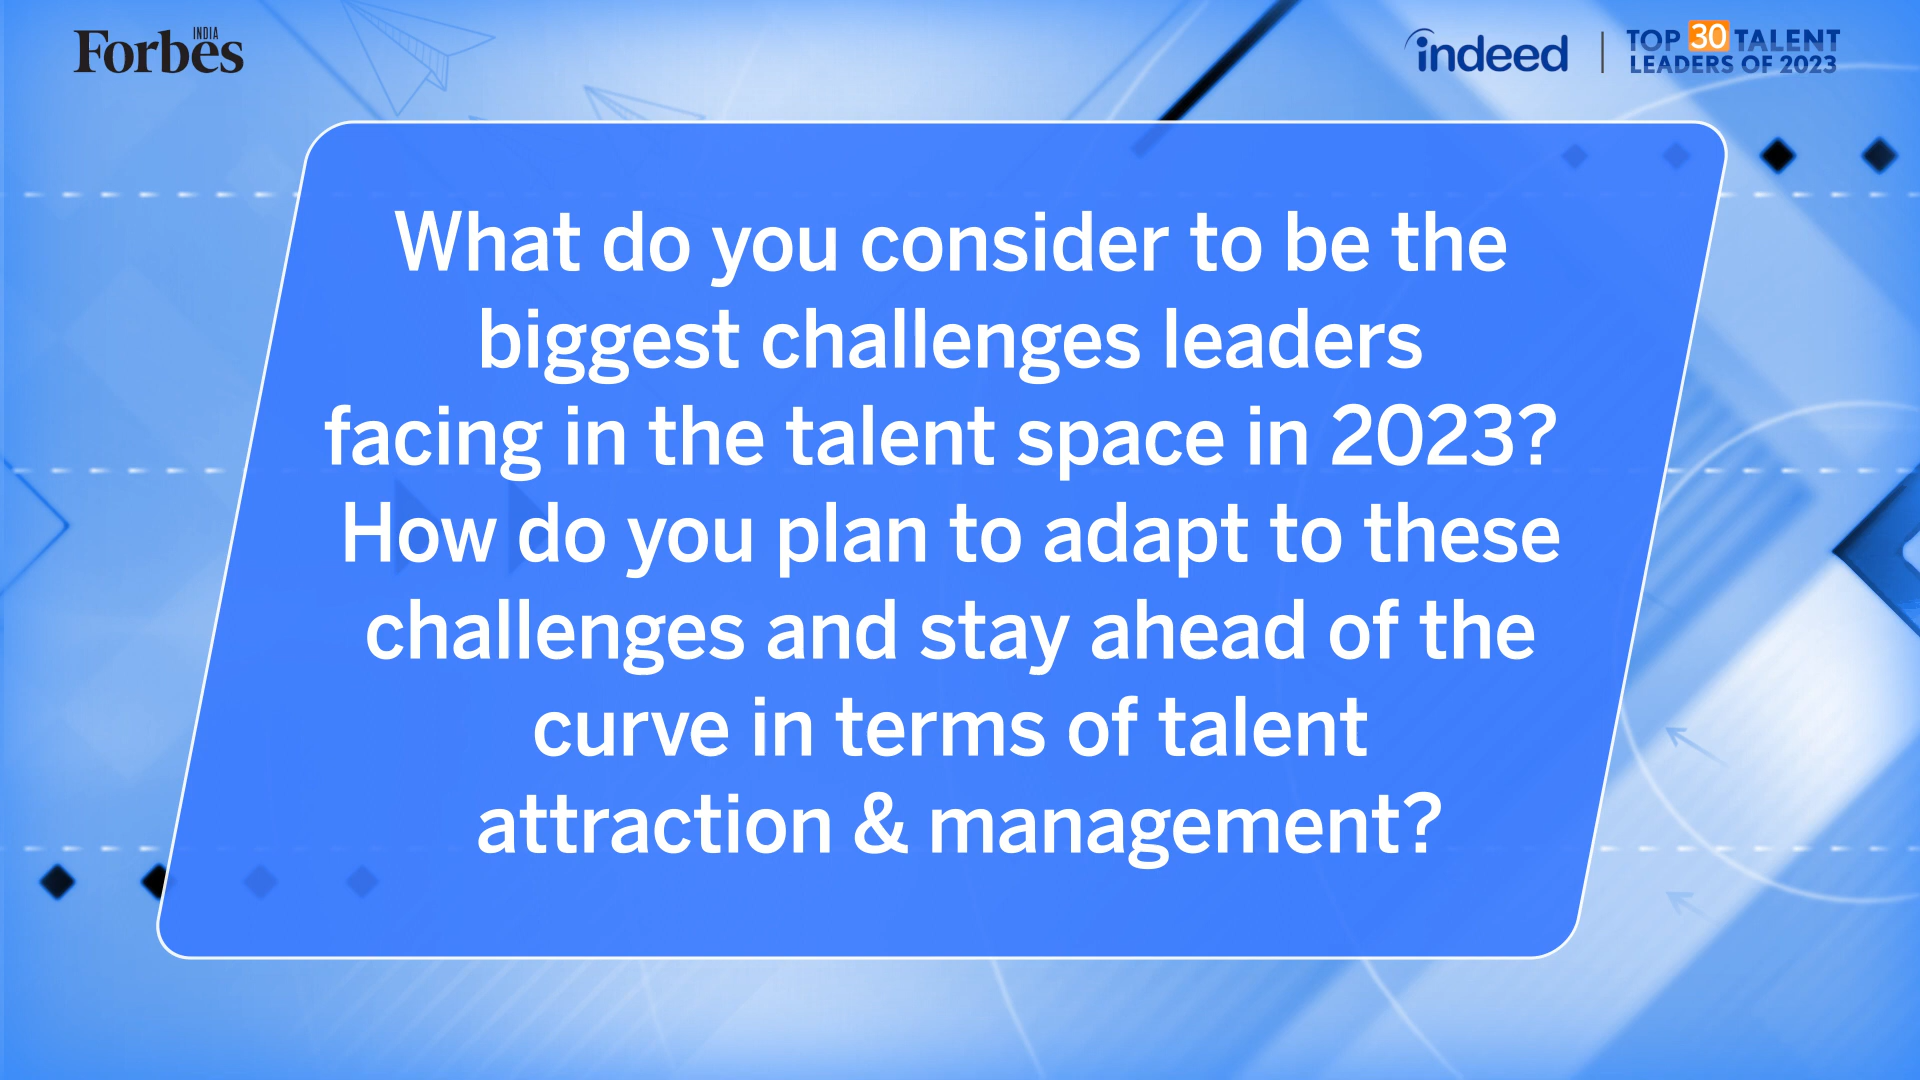 Forbes
INDIA
indeed
TOP 30 TALENT
LEADERS OF 2023
What do you consider to be the
biggest challenges leaders
facing in the talent space in 2023?
How do you plan to adapt to these
challenges and stay ahead of the
curve in terms of talent
attraction & management?